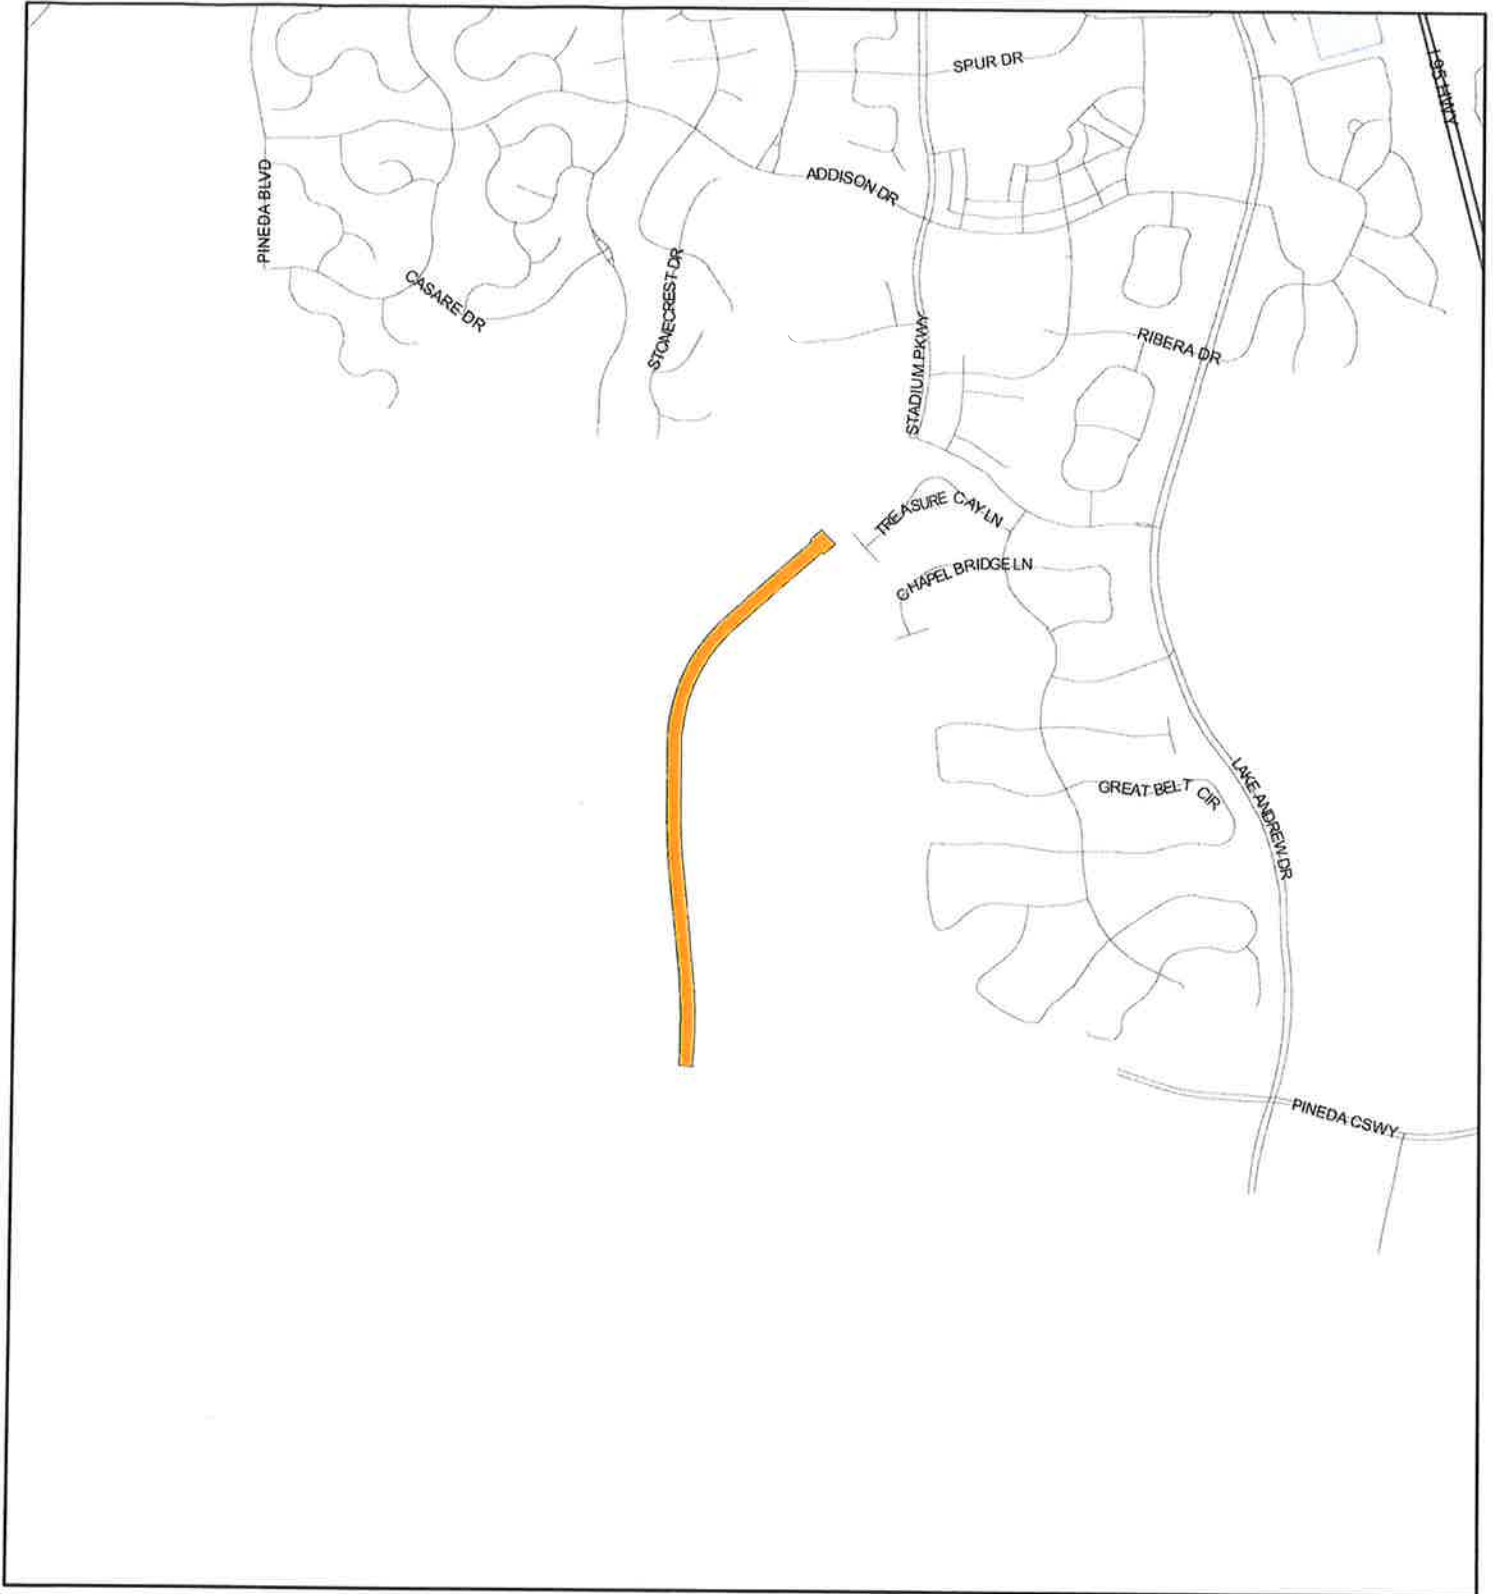 SPUR DR
I 95 HWY
PINEDA BLVD
ADDISON DR
CASARE DR
STONECREST DR
STADIUM PKWY
RIBERA DR
TREASURE CAY LN
CHAPEL BRIDGE LN
GREAT BELT CIR
LAKE ANDREW DR
PINEDA CSWY